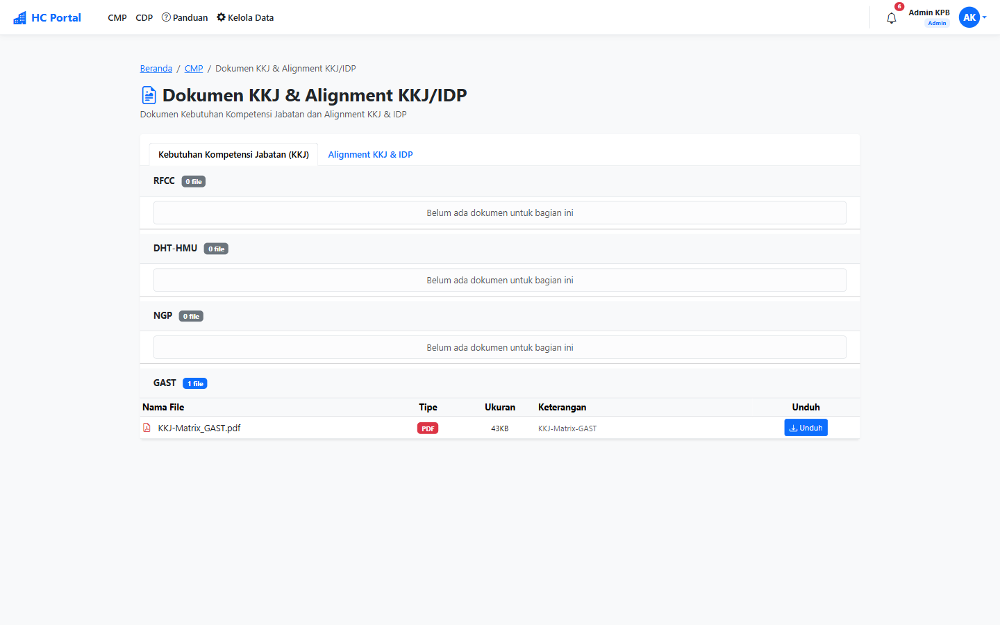 HC Portal CMP CDP Panduan Kelola Data 6 Admin KPB Admin AK
Beranda / CMP / Dokumen KKJ & Alignment KKJ/IDP
Dokumen KKJ & Alignment KKJ/IDP
Dokumen Kebutuhan Kompetensi Jabatan dan Alignment KKJ & IDP
Kebutuhan Kompetensi Jabatan (KKJ) Alignment KKJ & IDP
RFCC 0 file
Belum ada dokumen untuk bagian ini
DHT-HMU 0 file
Belum ada dokumen untuk bagian ini
NGP 0 file
Belum ada dokumen untuk bagian ini
GAST 1 file
Nama File Tipe Ukuran Keterangan Unduh
KKJ-Matrix_GAST.pdf PDF 43KB KKJ-Matrix-GAST Unduh